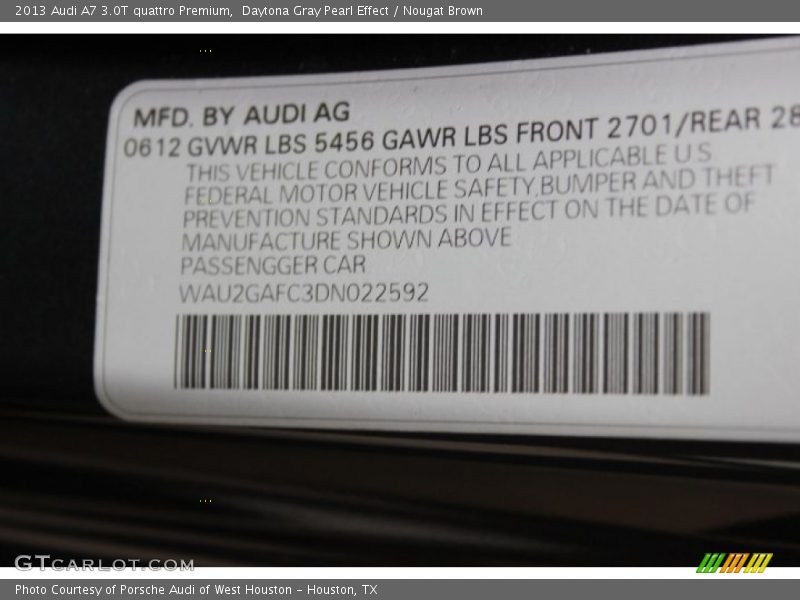 2013 Audi A7 3.0T quattro Premium,  Daytona Gray Pearl Effect / Nougat Brown
MFD. BY AUDI AG
0612 GVWR LBS 5456 GAWR LBS FRONT 2701/REAR 28
THIS VEHICLE CONFORMS TO ALL APPLICABLE U S
FEDERAL MOTOR VEHICLE SAFETY,BUMPER AND THEFT
PREVENTION STANDARDS IN EFFECT ON THE DATE OF
MANUFACTURE SHOWN ABOVE
PASSENGGER CAR
WAU2GAFC3DN022592
GTCARLOT.COM
Photo Courtesy of Porsche Audi of West Houston - Houston, TX